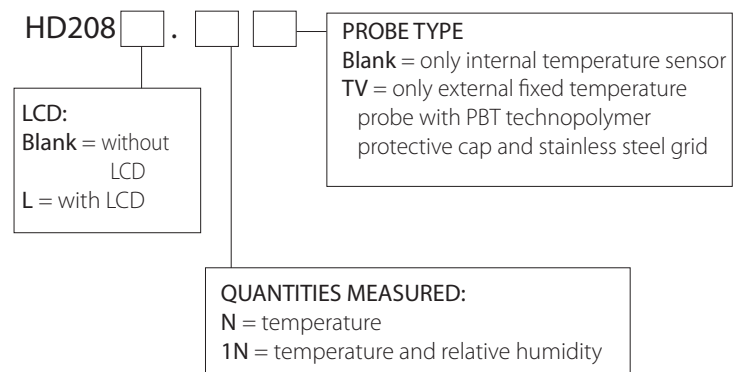 HD208 .
PROBE TYPE
Blank = only internal temperature sensor
TV = only external fixed temperature
probe with PBT technopolymer
protective cap and stainless steel grid
LCD:
Blank = without
LCD
L = with LCD
QUANTITIES MEASURED:
N = temperature
1N = temperature and relative humidity